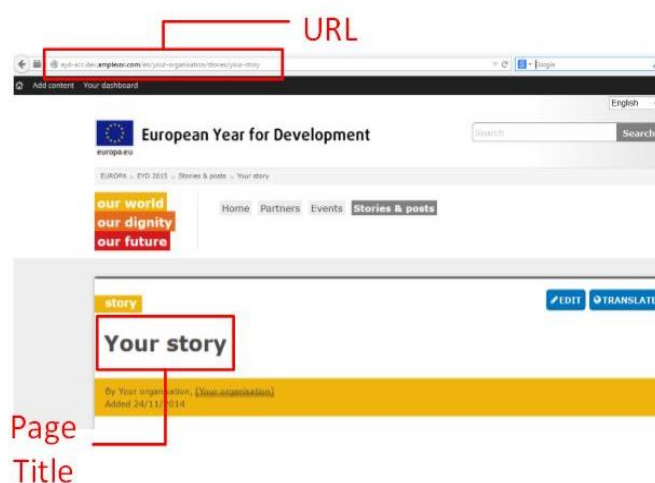 URL
eyd-acc.dev.amplexor.com/en/your-organisation/stories/your-story
Google
Add content Your dashboard
English
European Year for Development
europa.eu
Search
Search
EUROPA > EYD 2015 > Stories & posts > Your story
our world
our dignity
our future
Home Partners Events Stories & posts
story
EDIT TRANSLATE
Your story
By Your organisation, [Your organisation]
Added 24/11/2014
Page
Title